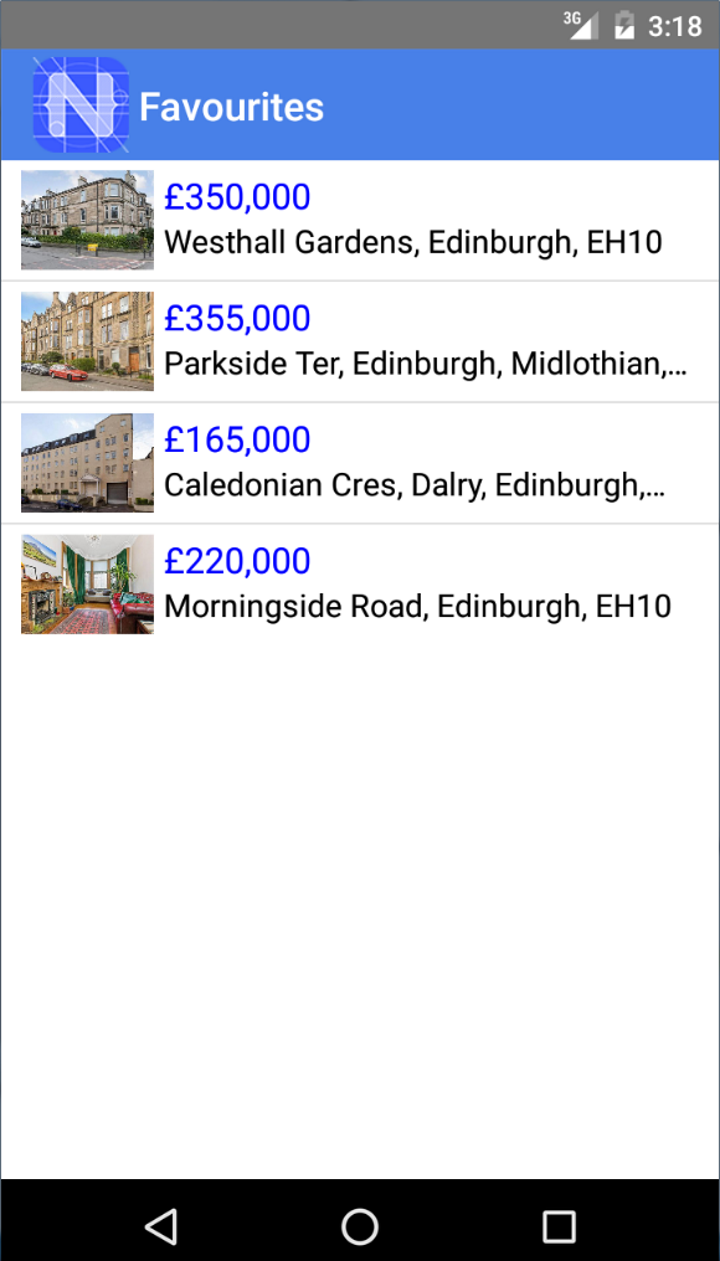 3G 3:18
N Favourites
£350,000
Westhall Gardens, Edinburgh, EH10
£355,000
Parkside Ter, Edinburgh, Midlothian,...
£165,000
Caledonian Cres, Dalry, Edinburgh,...
£220,000
Morningside Road, Edinburgh, EH10